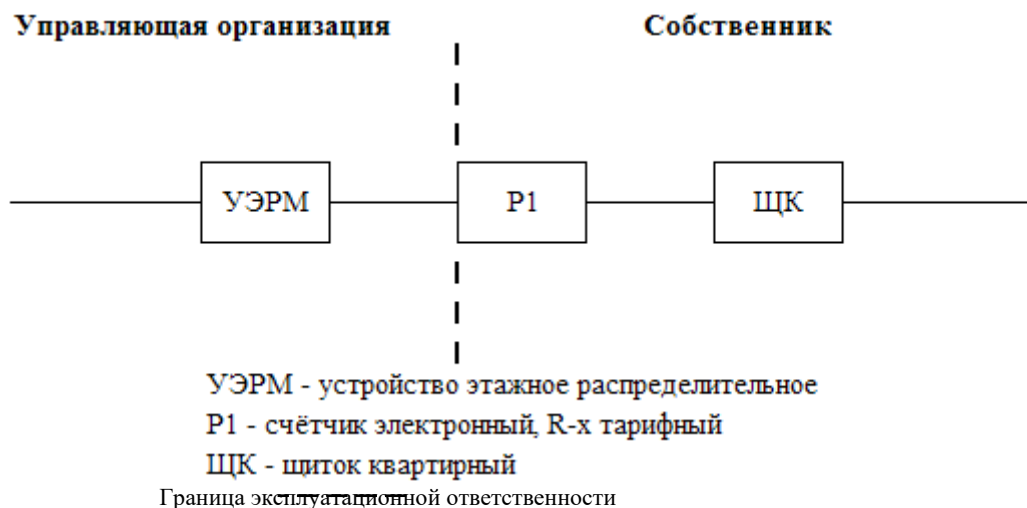 Управляющая организация
Собственник
УЭРМ
Р1
ЩК
УЭРМ - устройство этажное распределительное
Р1 - счётчик электронный, R-х тарифный
ЩК - щиток квартирный
Граница эксплуатационной ответственности